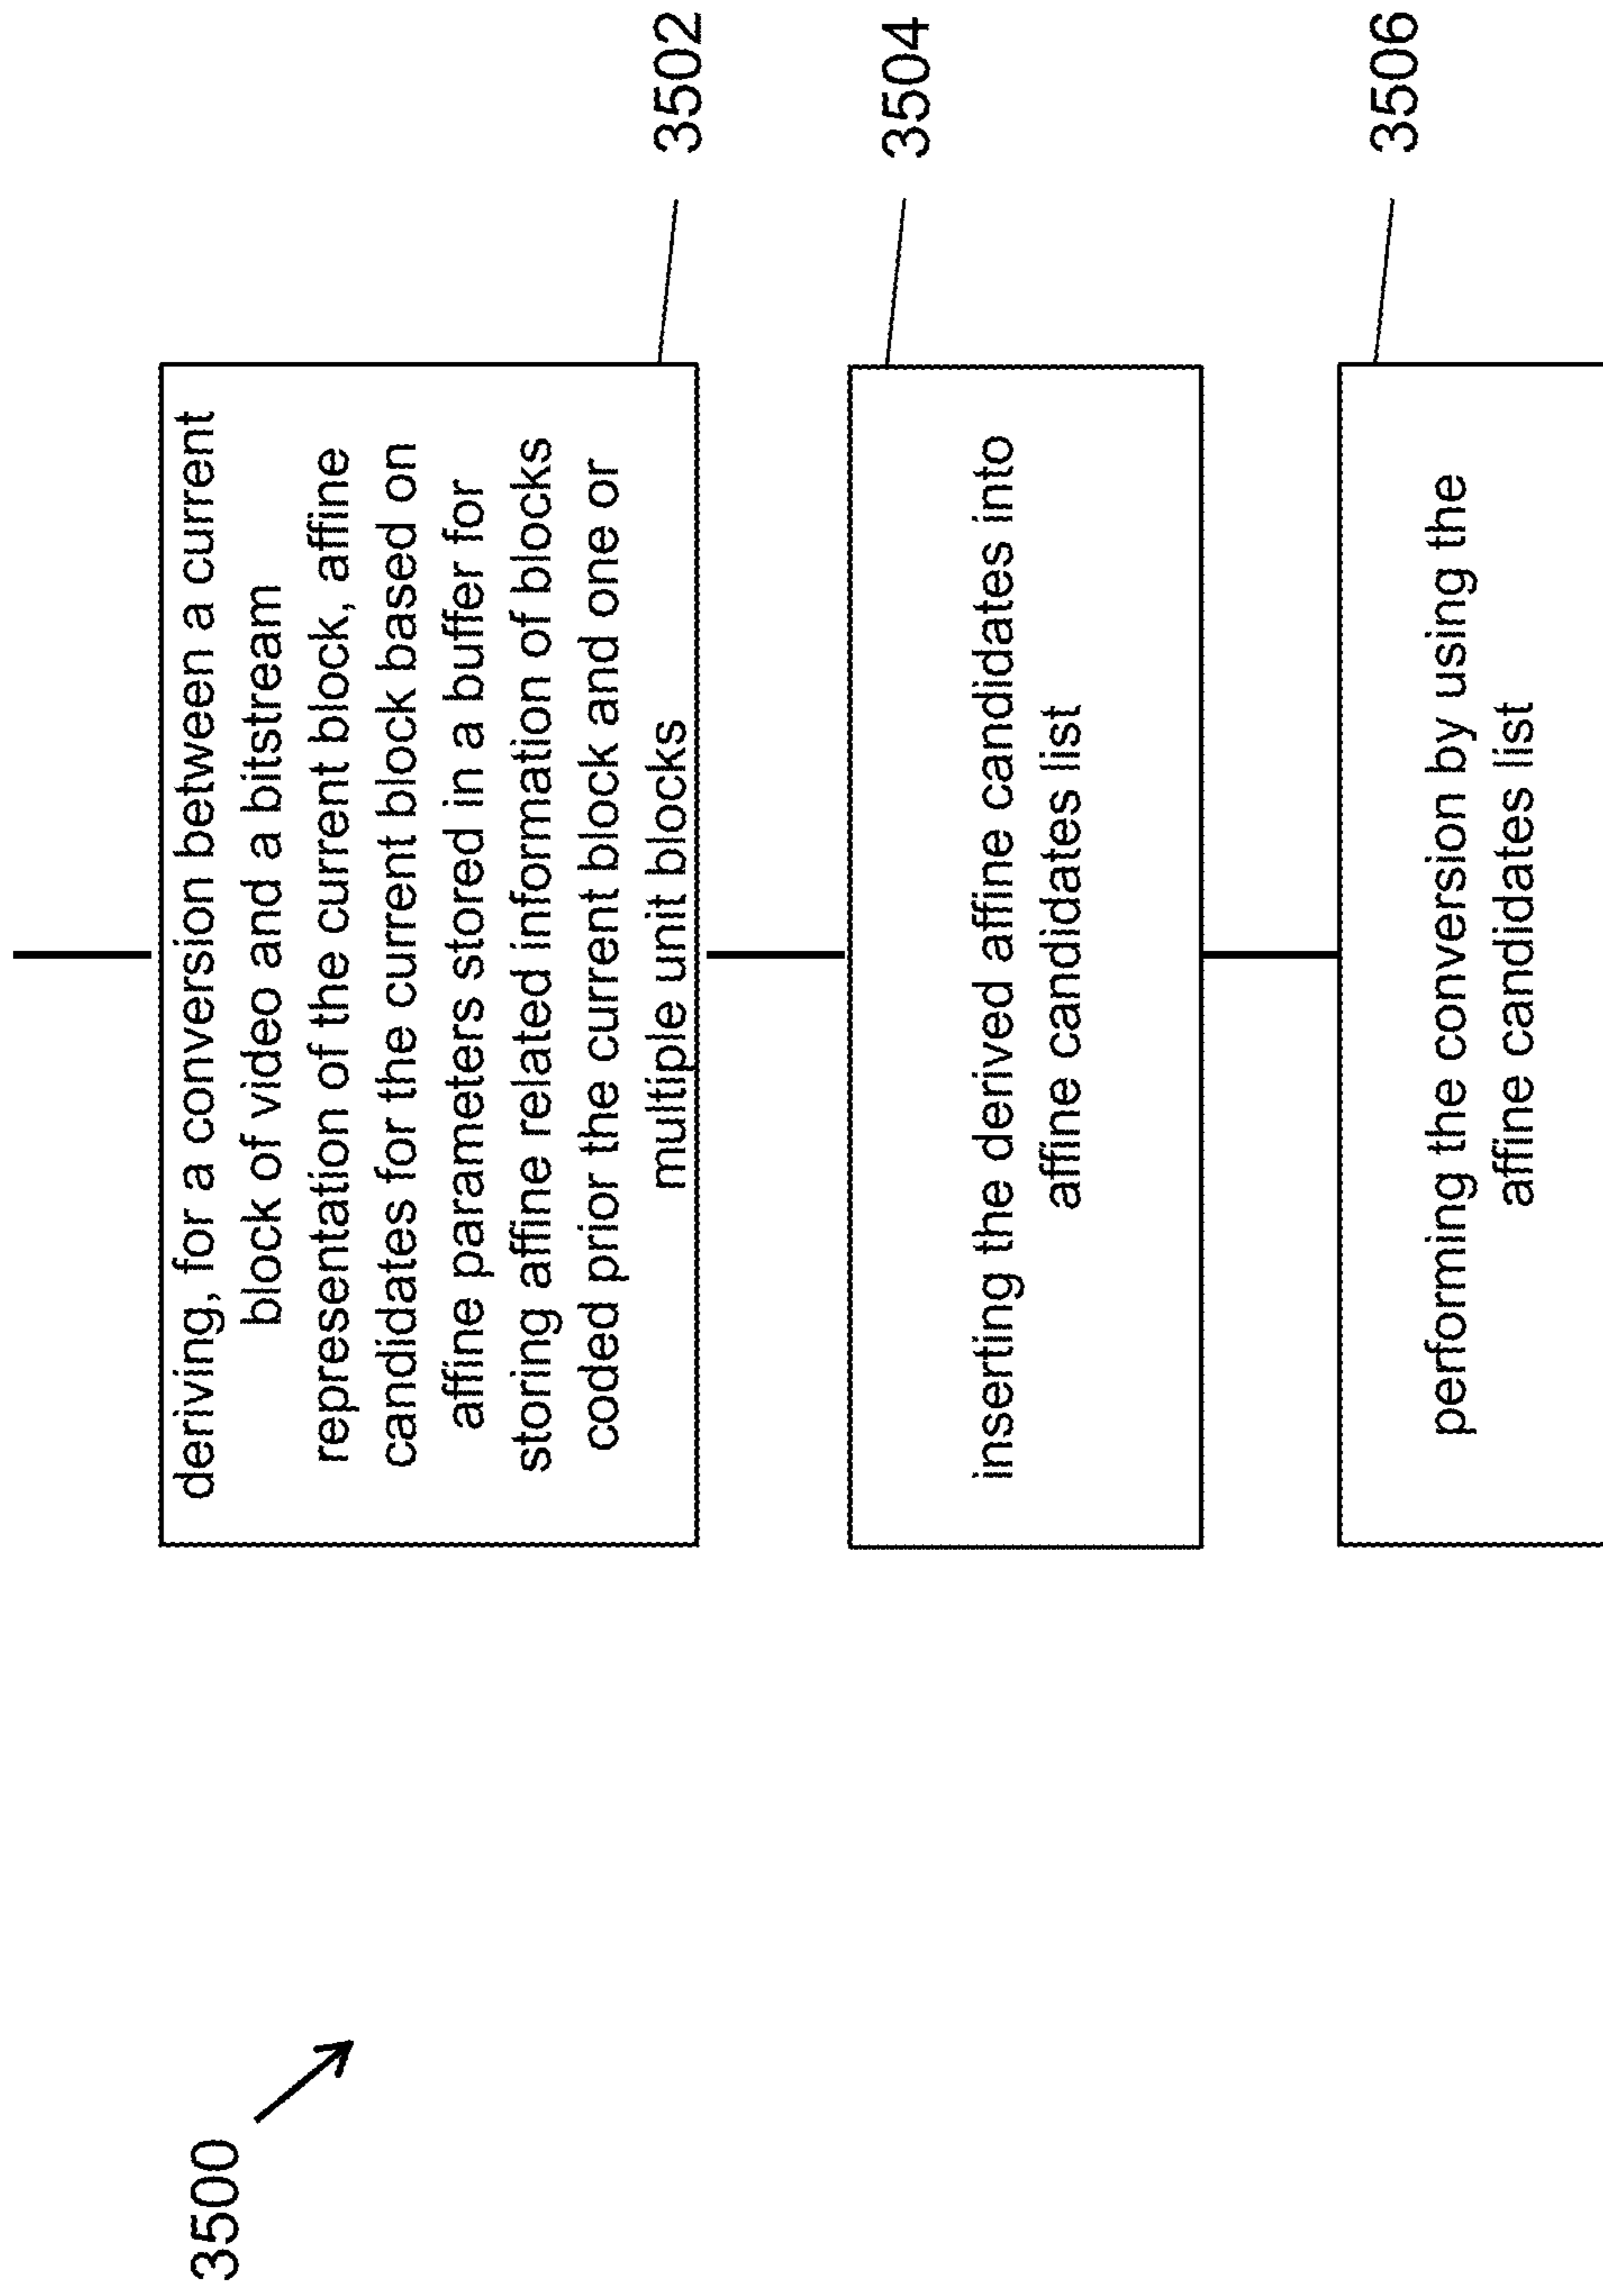 3500
deriving, for a conversion between a current
block of video and a bitstream
representation of the current block, affine
candidates for the current block based on
affine parameters stored in a buffer for
storing affine related information of blocks
coded prior the current block and one or
multiple unit blocks
3502
inserting the derived affine candidates into
affine candidates list
3504
performing the conversion by using the
affine candidates list
3506